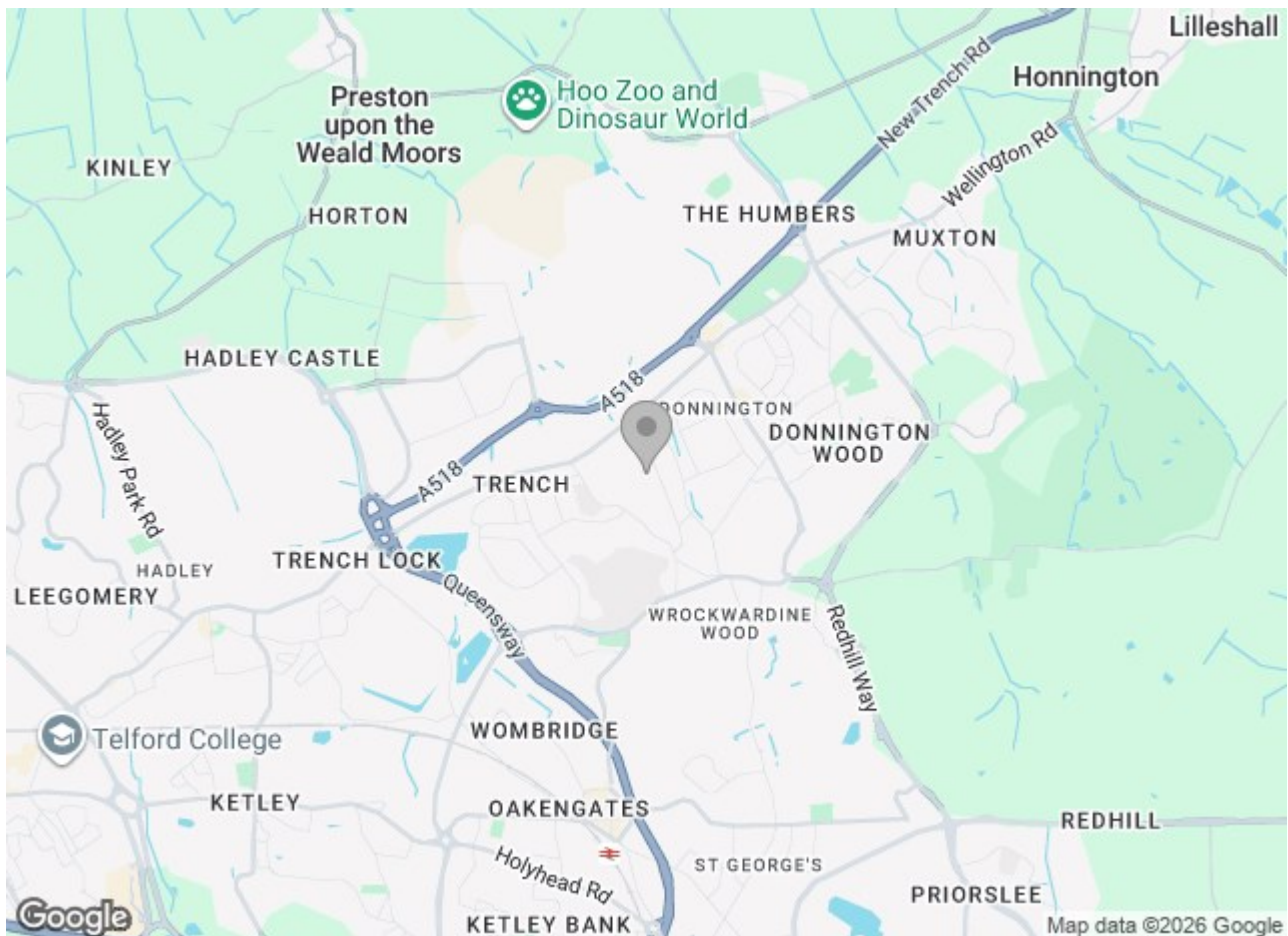 Lilleshall
Honnington
New Trench Rd
Wellington Rd
Preston
upon the
Weald Moors
Hoo Zoo and
Dinosaur World
KINLEY
HORTON
THE HUMBERS
MUXTON
HADLEY CASTLE
A518
DONNINGTON
DONNINGTON
WOOD
Hadley Park Rd
TRENCH
A518
TRENCH LOCK
HADLEY
LEEGOMERY
Queensway
WROCKWARDINE
WOOD
Redhill Way
Telford College
WOMBRIDGE
KETLEY
OAKENGATES
REDHILL
Holyhead Rd
ST GEORGE'S
PRIORSLEE
KETLEY BANK
Google
Map data ©2026 Google